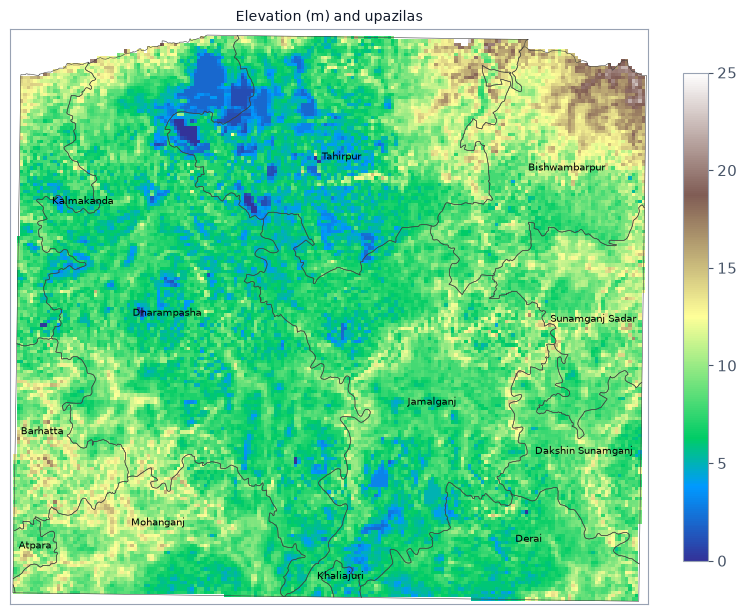 Elevation (m) and upazilas
25
Tahirpur
Bishwambarpur
20
Kalmakanda
15
Dharampasha
Sunamganj Sadar
10
Jamalganj
Barhatta
Dakshin Sunamganj
5
Mohanganj
Derai
Atpara
Khaliajuri
0